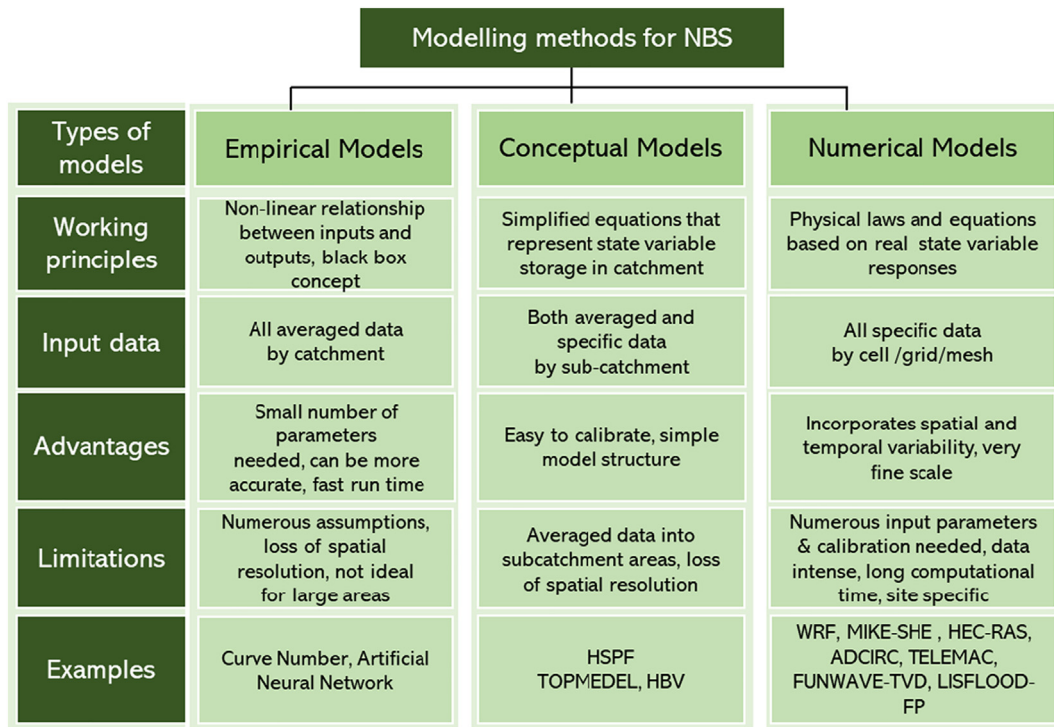 Modelling methods for NBS
Types of
models
Empirical Models
Conceptual Models
Numerical Models
Working
principles
Non-linear relationship
between inputs and
outputs, black box
concept
Simplified equations that
represent state variable
storage in catchment
Physical laws and equations
based on real state variable
responses
Input data
All averaged data
by catchment
Both averaged and
specific data
by sub-catchment
All specific data
by cell /grid/mesh
Advantages
Small number of
parameters
needed, can be more
accurate, fast run time
Easy to calibrate, simple
model structure
Incorporates spatial and
temporal variability, very
fine scale
Limitations
Numerous assumptions,
loss of spatial
resolution, not ideal
for large areas
Averaged data into
subcatchment areas, loss
of spatial resolution
Numerous input parameters
& calibration needed, data
intense, long computational
time, site specific
Examples
Curve Number, Artificial
Neural Network
HSPF
TOPMEDEL, HBV
WRF, MIKE-SHE , HEC-RAS,
ADCIRC, TELEMAC,
FUNWAVE-TVD, LISFLOOD-
FP